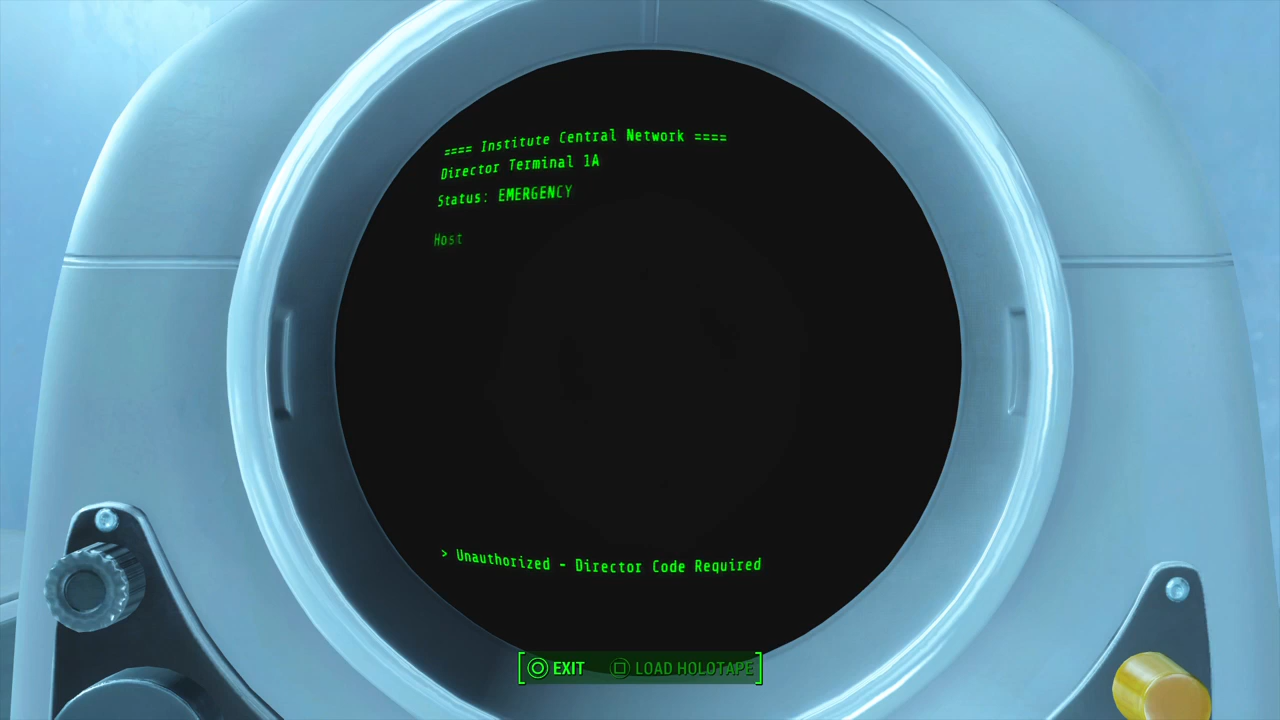 ==== Institute Central Network ====
Director Terminal 1A
Status: EMERGENCY
Host
> Unauthorized - Director Code Required
EXIT LOAD HOLOTAPE